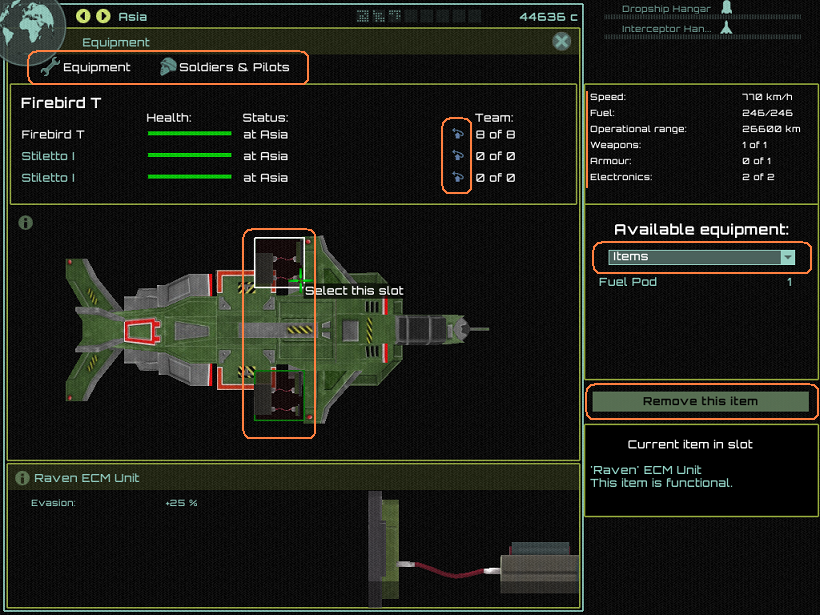 Asia
44636 c
Dropship Hangar
Interceptor Han...
Equipment
Equipment
Soldiers & Pilots
Firebird T
Health: Status: Team:
Firebird T at Asia 8 of 8
Stiletto I at Asia 0 of 0
Stiletto I at Asia 0 of 0
Speed: 770 km/h
Fuel: 246/246
Operational range: 26600 km
Weapons: 1 of 1
Armour: 0 of 1
Electronics: 2 of 2
Select this slot
Available equipment:
Items
Fuel Pod 1
Remove this item
Current item in slot
'Raven' ECM Unit
This item is functional.
Raven ECM Unit
Evasion: +25 %